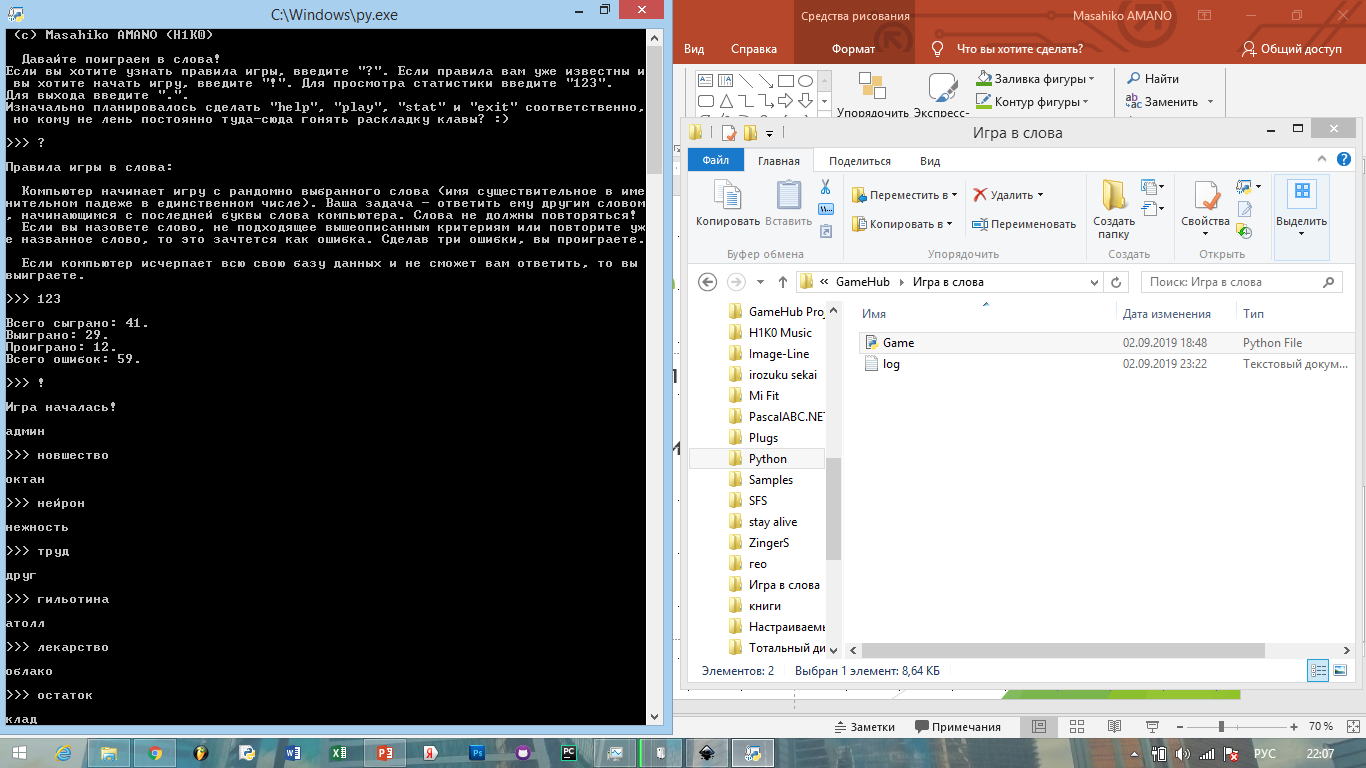 C:\Windows\py.exe
(c) Masahiko AMANO (H1K0)
Давайте поиграем в слова!
Если вы хотите узнать правила игры, введите "?". Если правила вам уже известны и
вы хотите начать игру, введите "!". Для просмотра статистики введите "123".
Для выхода введите ".".
Изначально планировалось сделать "help", "play", "stat" и "exit" соответственно,
но кому не лень постоянно туда-сюда гонять раскладку клавы? :)
>>> ?
Правила игры в слова:
Компьютер начинает игру с рандомно выбранного слова (имя существительное в име
нительном падеже в единственном числе). Ваша задача - ответить ему другим словом
, начинающимся с последней буквы слова компьютера. Слова не должны повторяться!
Если вы назовете слово, не подходящее вышеописанным критериям или повторите уж
е названное слово, то это зачтется как ошибка. Сделав три ошибки, вы проиграете.
Если компьютер исчерпает всю свою базу данных и не сможет вам ответить, то вы
выиграете.
>>> 123
Всего сыграно: 41.
Выиграно: 29.
Проиграно: 12.
Всего ошибок: 59.
>>> !
Игра началась!
админ
>>> новшество
октан
>>> нейрон
нежность
>>> труд
друг
>>> гильотина
атолл
>>> лекарство
облако
>>> остаток
клад
Средства рисования
Masahiko AMANO
Вид Справка Формат Что вы хотите сделать? Общий доступ
Упорядочить Экспресс-
Заливка фигуры
Контур фигуры
Найти
Заменить
Игра в слова
Файл Главная Поделиться Вид
Копировать Вставить
Переместить в
Копировать в
Удалить
Переименовать
Создать
папку
Свойства
Выделить
Буфер обмена Упорядочить Создать Открыть
« GameHub Игра в слова
Поиск: Игра в слова
GameHub Proj
H1K0 Music
Image-Line
irozuku sekai
Mi Fit
PascalABC.NET
Plugs
Python
Samples
SFS
stay alive
ZingerS
гео
Игра в слова
книги
Настраиваемы
Тотальный ди
Имя Дата изменения Тип
Game 02.09.2019 18:48 Python File
log 02.09.2019 23:22 Текстовый докум...
Элементов: 2 Выбран 1 элемент: 8,64 КБ
Заметки Примечания 70 %
РУС 22:07